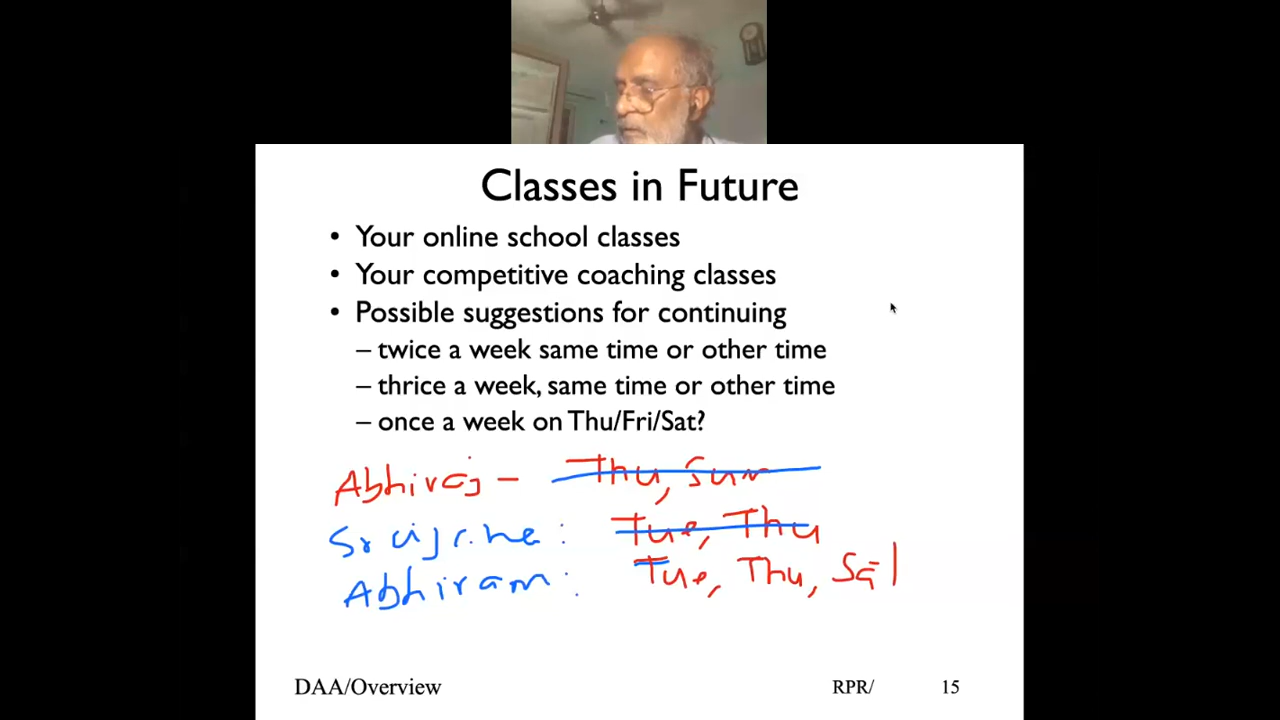 Classes in Future
• Your online school classes
• Your competitive coaching classes
• Possible suggestions for continuing
– twice a week same time or other time
– thrice a week, same time or other time
– once a week on Thu/Fri/Sat?
Abhiraj – Thu, Sun
: Tue, Thu
Abhiram : Tue, Thu, Sat
DAA/Overview RPR/ 15